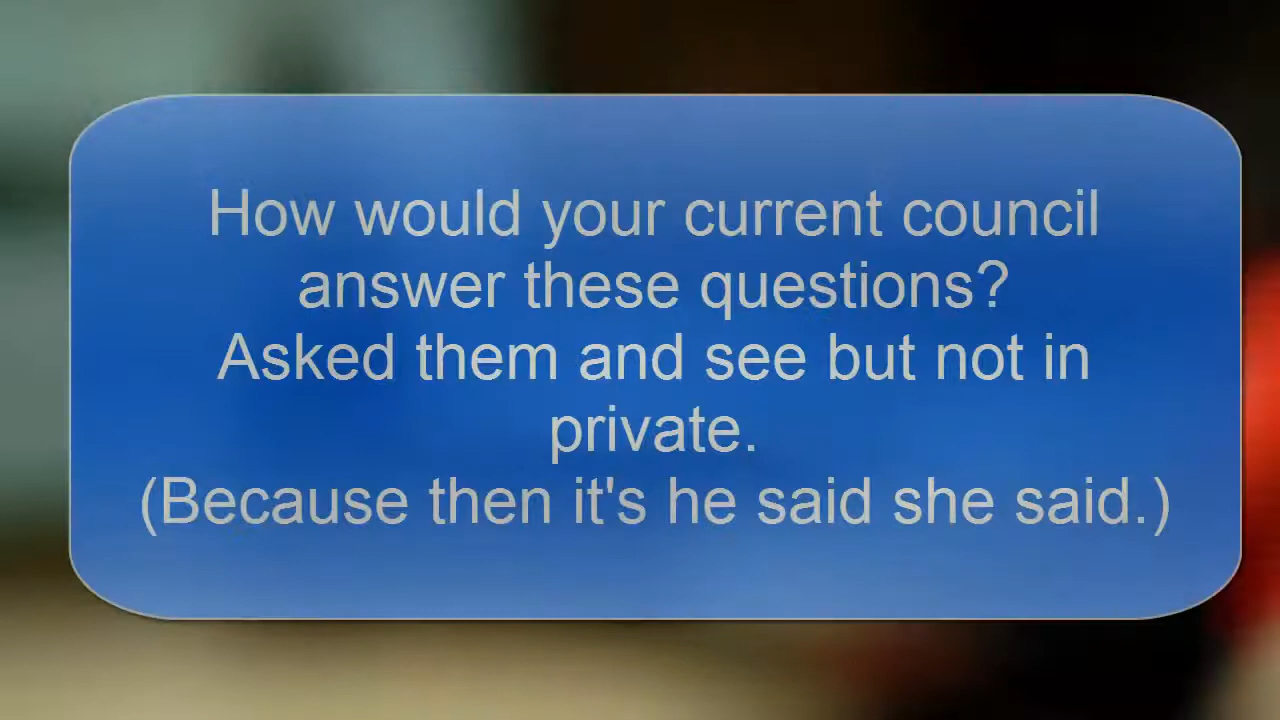 How would your current council
answer these questions?
Asked them and see but not in
private.
(Because then it's he said she said.)